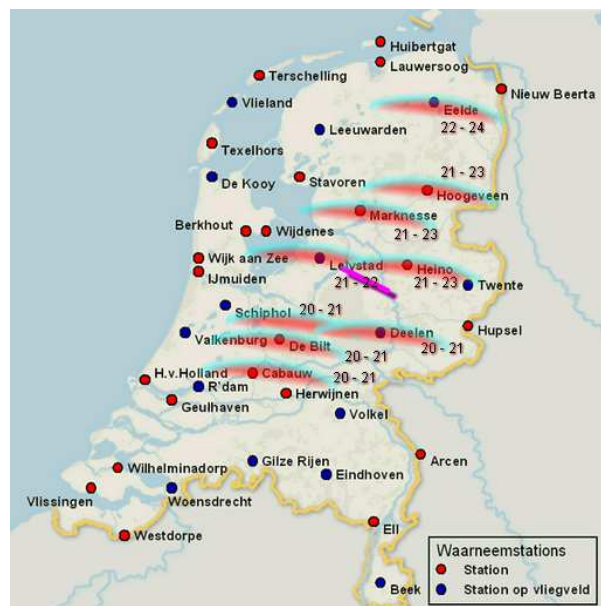 Huibertgat
Lauwersoog
Terschelling
Nieuw Beerta
Vlieland
Eelde
22 - 24
Leeuwarden
Texelhors
21 - 23
De Kooy
Stavoren
Hoogeveen
Marknesse
Berkhout
Wijdenes
21 - 23
Wijk aan Zee
Lelystad
Heino
IJmuiden
21 - 22
21 - 23
Twente
Schiphol
20 - 21
Hupsel
Valkenburg
De Bilt
Deelen
20 - 21
20 - 21
H.v.Holland
Cabauw
20 - 21
R'dam
Herwijnen
Geulhaven
Volkel
Arcen
Wilhelminadorp
Gilze Rijen
Eindhoven
Vlissingen
Woensdrecht
Ell
Westdorpe
Waarneemstations
Station
Station op vliegveld
Beek